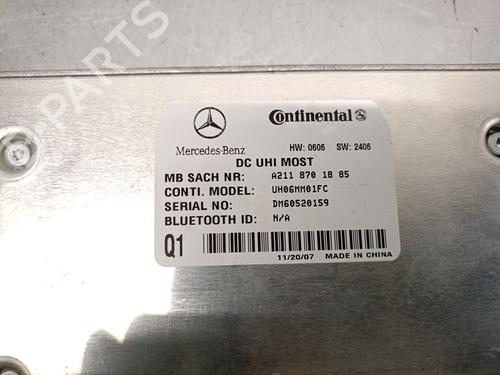 PARTS
Mercedes-Benz
Continental
HW: 0606 SW: 2406
DC UHI MOST
MB SACH NR: A211 870 18 85
CONTI. MODEL: UH06MM01FC
SERIAL NO: DM60520159
BLUETOOTH ID: N/A
Q1
11/20/07 MADE IN CHINA